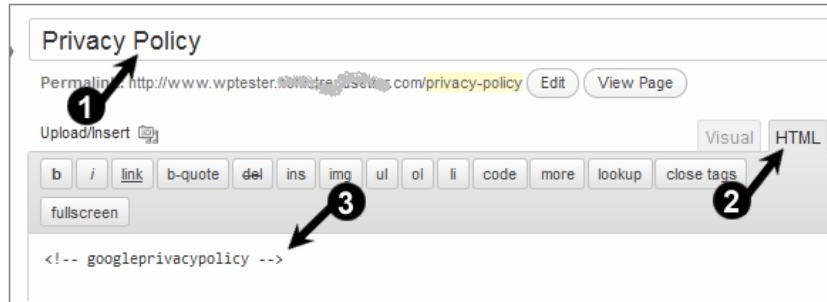 Privacy Policy
Permalink: http://www.wptester. .com/privacy-policy Edit View Page
1
Upload/Insert Visual HTML
b i link b-quote del ins img ul ol li code more lookup close tags
2
fullscreen
3
<!-- googleprivacypolicy -->